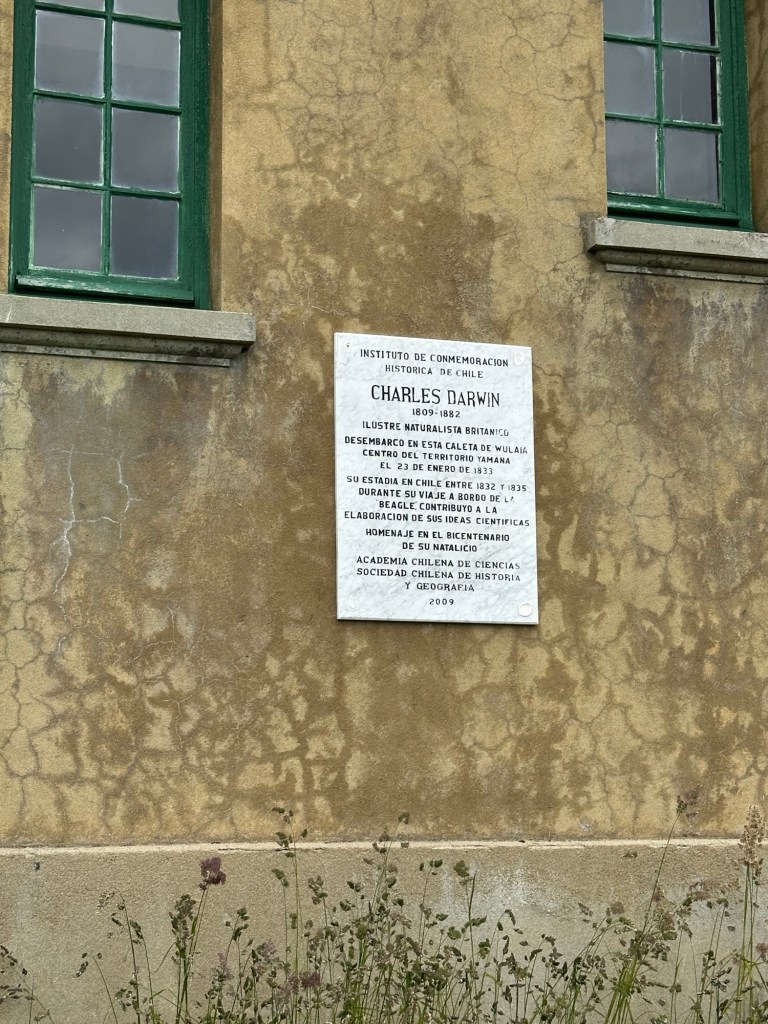 INSTITUTO DE CONMEMORACION
HISTORICA DE CHILE
CHARLES DARWIN
1809-1882
ILUSTRE NATURALISTA BRITANICO
DESEMBARCO EN ESTA CALETA DE WULAIA
CENTRO DEL TERRITORIO YAMANA
EL 23 DE ENERO DE 1833
SU ESTADIA EN CHILE ENTRE 1832 Y 1835
DURANTE SU VIAJE A BORDO DE LA
BEAGLE, CONTRIBUYO A LA
ELABORACION DE SUS IDEAS CIENTIFICAS
HOMENAJE EN EL BICENTENARIO
DE SU NATALICIO
ACADEMIA CHILENA DE CIENCIAS
SOCIEDAD CHILENA DE HISTORIA
Y GEOGRAFIA
2009